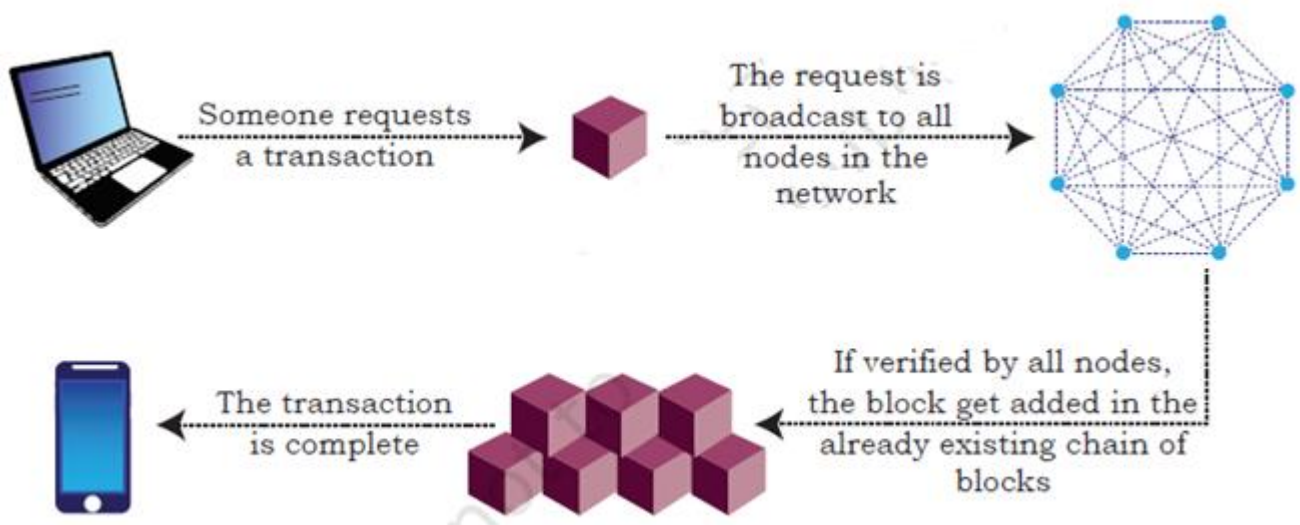 Someone requests
a transaction
The request is
broadcast to all
nodes in the
network
If verified by all nodes,
the block get added in the
already existing chain of
blocks
The transaction
is complete